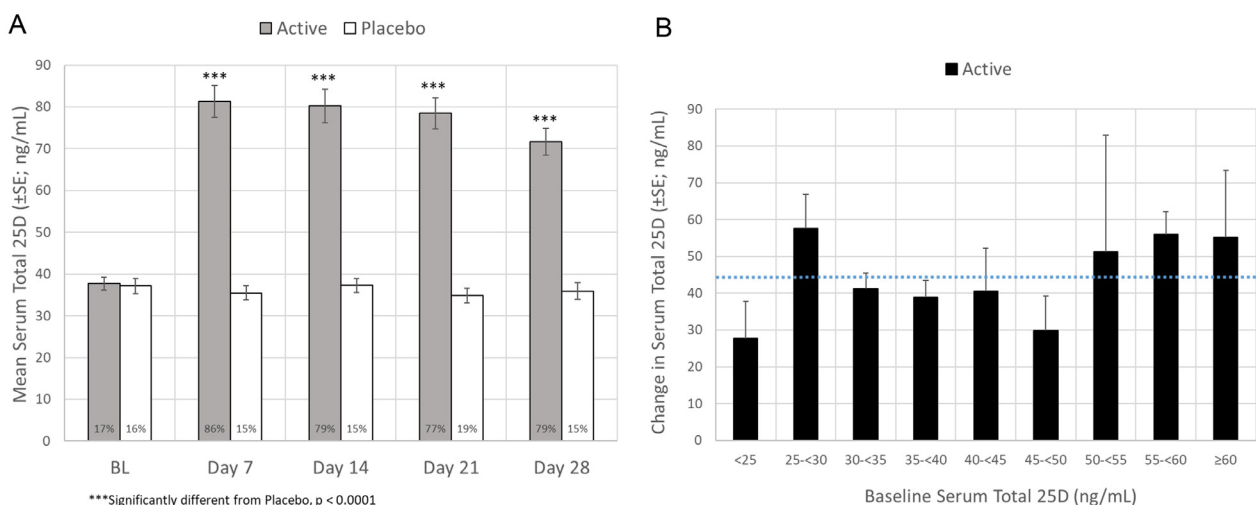 A
Active Placebo
Mean Serum Total 25D (±SE; ng/mL)
90
80
70
60
50
40
30
20
10
0
*** *** *** ***
17% 16% 86% 15% 79% 15% 77% 19% 79% 15%
BL Day 7 Day 14 Day 21 Day 28
***Significantly different from Placebo, p < 0.0001
B
Active
Change in Serum Total 25D (±SE; ng/mL)
90
80
70
60
50
40
30
20
10
0
<25 25-<30 30-<35 35-<40 40-<45 45-<50 50-<55 55-<60 ≥60
Baseline Serum Total 25D (ng/mL)